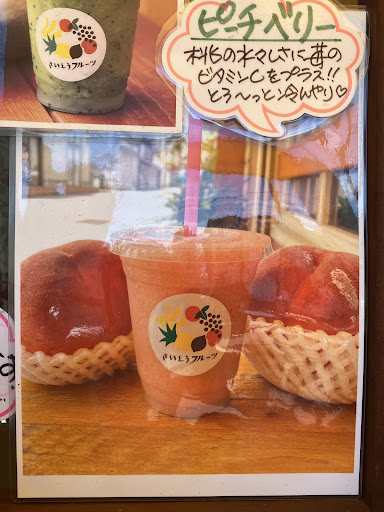 さいとうフルーツ
ピーチベリー
桃の水々しさに苺の
ビタミンCをプラス!!
とろ〜っと冷んやり♡
さいとうフルーツ